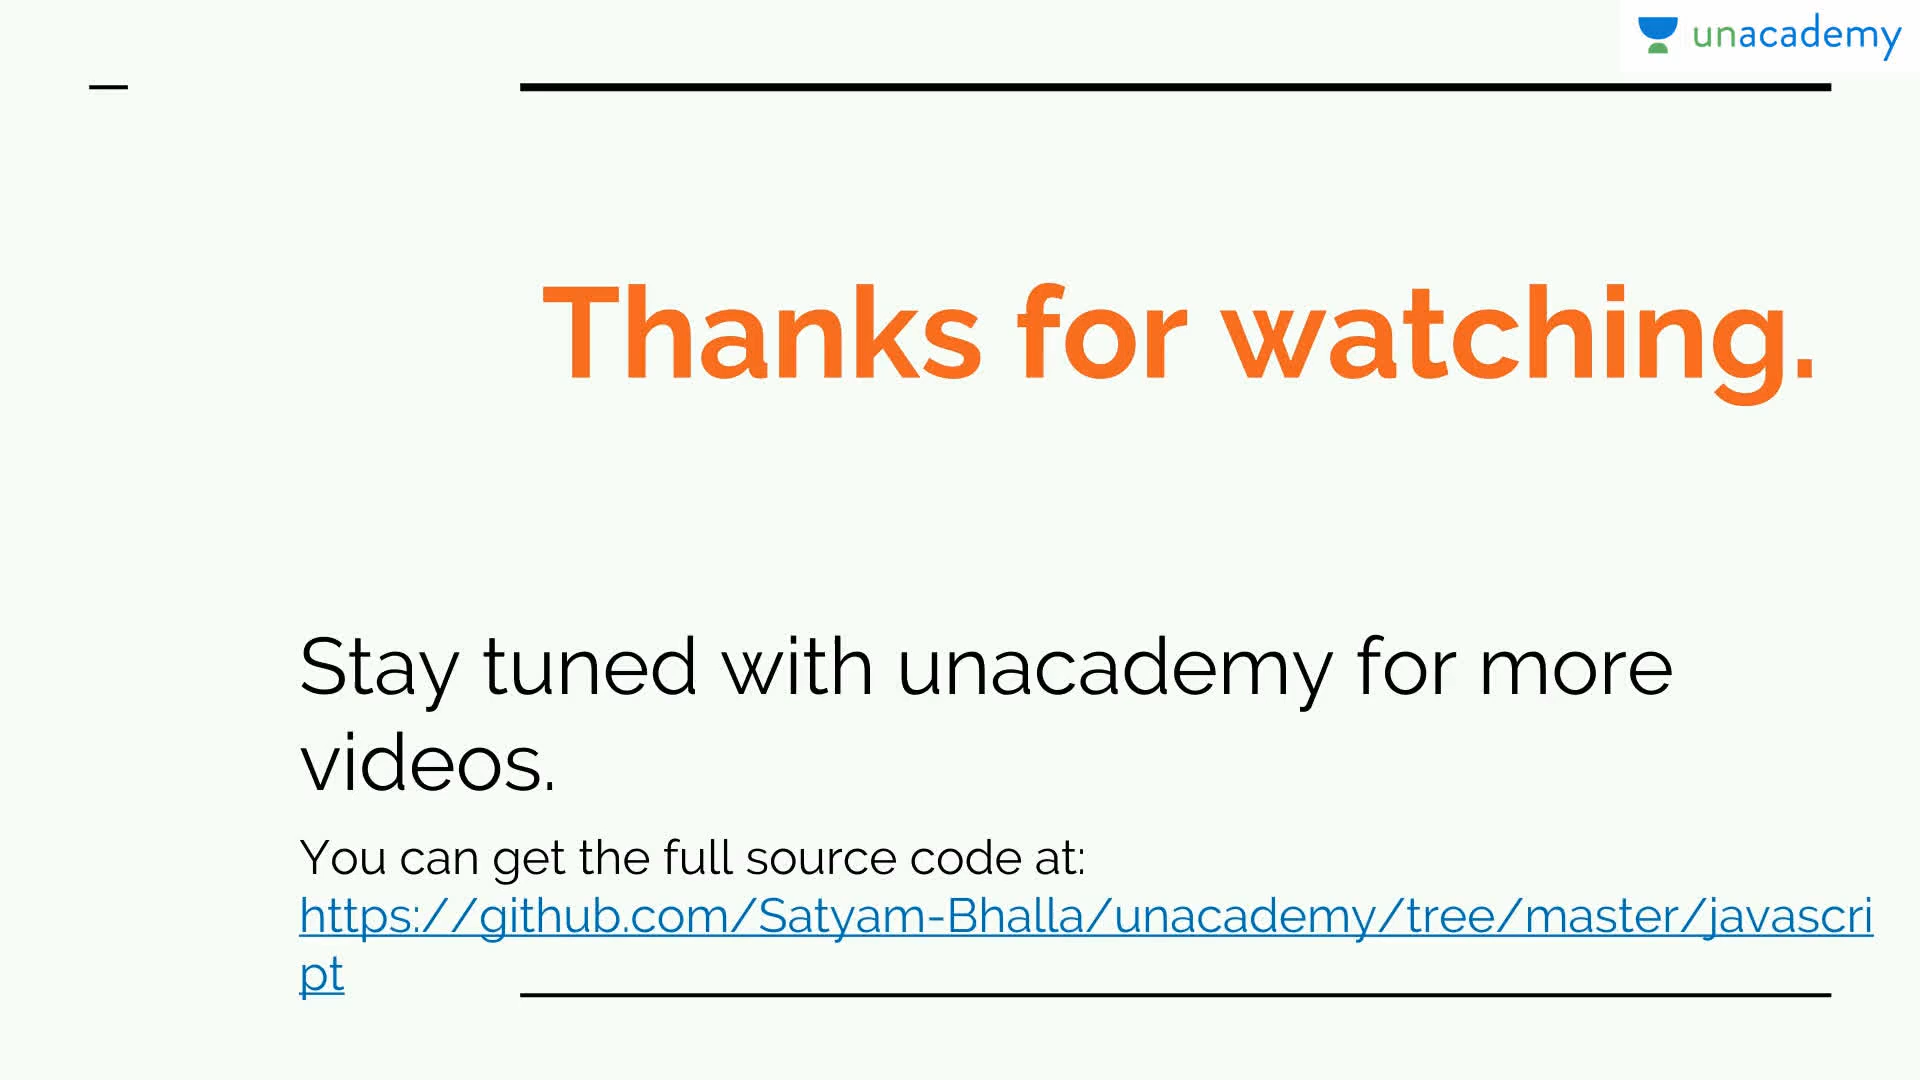 unacademy
Thanks for watching.
Stay tuned with unacademy for more
videos.
You can get the full source code at:
https://github.com/Satyam-Bhalla/unacademy/tree/master/javascri
pt